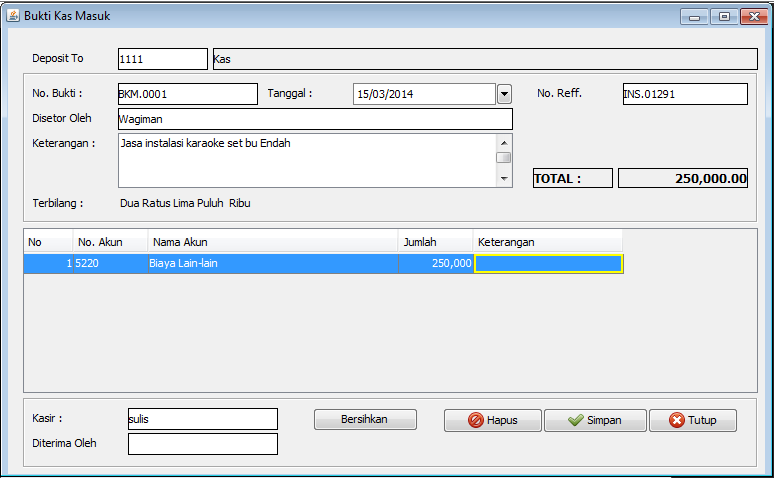 Bukti Kas Masuk
Deposit To 1111 Kas
No. Bukti : BKM.0001 Tanggal : 15/03/2014 No. Reff. INS.01291
Disetor Oleh Wagiman
Keterangan : Jasa instalasi karaoke set bu Endah
TOTAL : 250,000.00
Terbilang : Dua Ratus Lima Puluh Ribu
No No. Akun Nama Akun Jumlah Keterangan
1 5220 Biaya Lain-lain 250,000
Kasir : sulis Bersihkan Hapus Simpan Tutup
Diterima Oleh